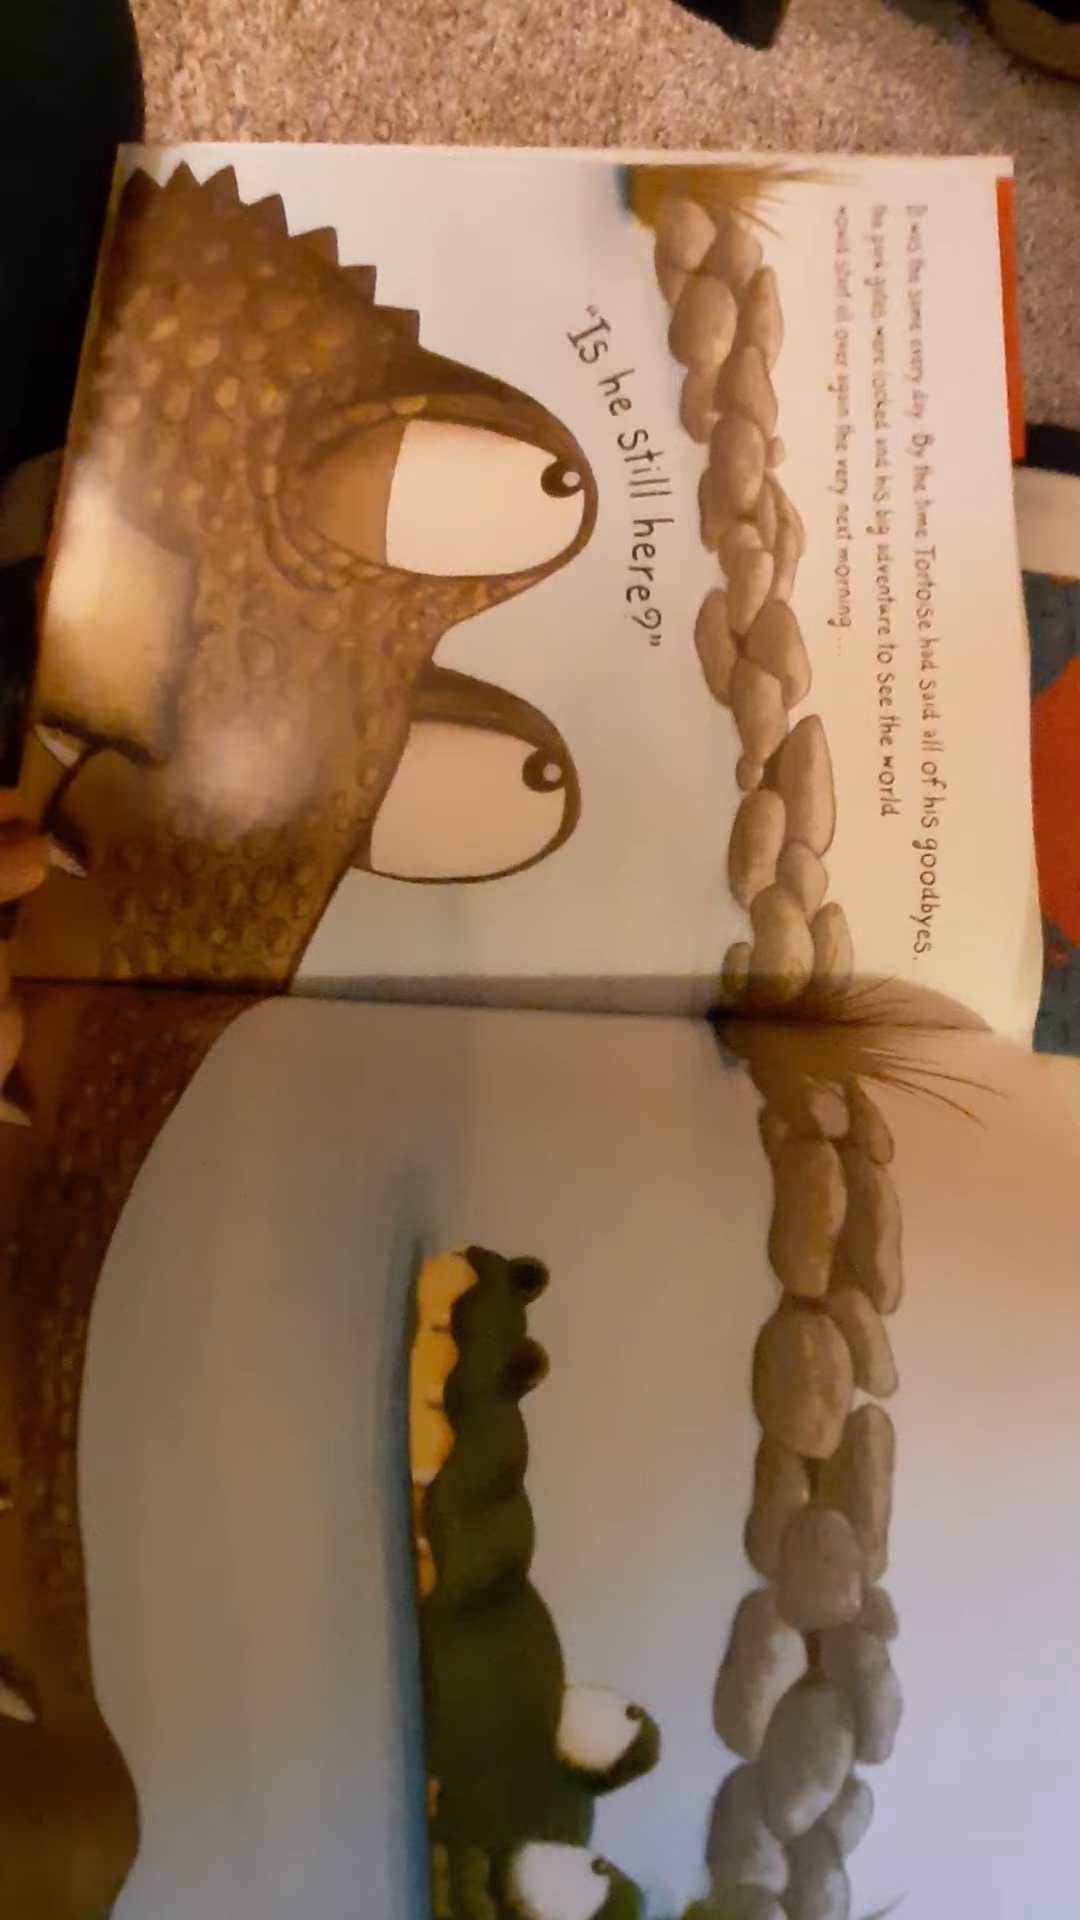 It was the same every day. By the time Tortoise had said all of his goodbyes,
the park gates were locked and his big adventure to see the world
would start all over again the very next morning...
"Is he still here?"